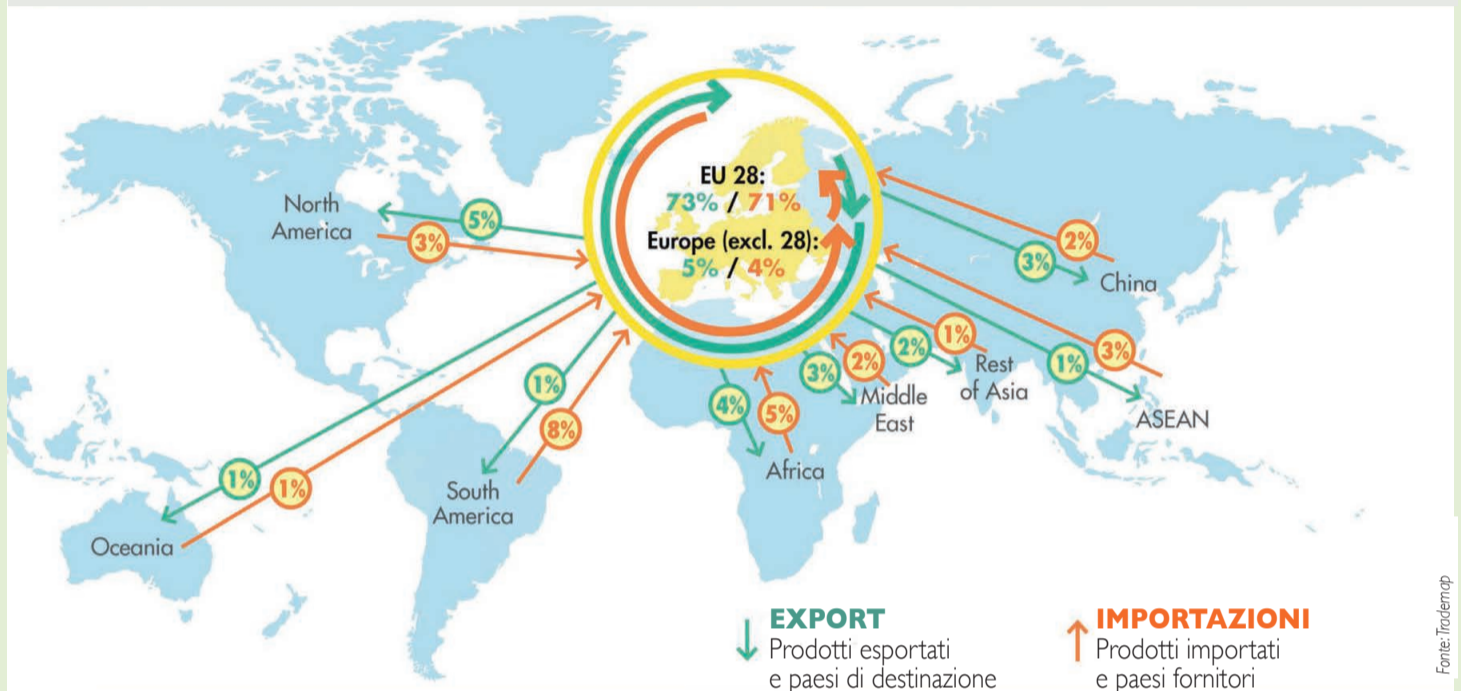 EU 28:
73% / 71%
Europe (excl. 28):
5% / 4%
North
America
5%
3%
2%
3%
China
1%
2%
Rest
of Asia
3%
1%
ASEAN
2%
3%
Middle
East
4%
5%
Africa
1%
8%
South
America
1%
1%
Oceania
EXPORT
Prodotti esportati
e paesi di destinazione
IMPORTAZIONI
Prodotti importati
e paesi fornitori
Fonte: Trademap